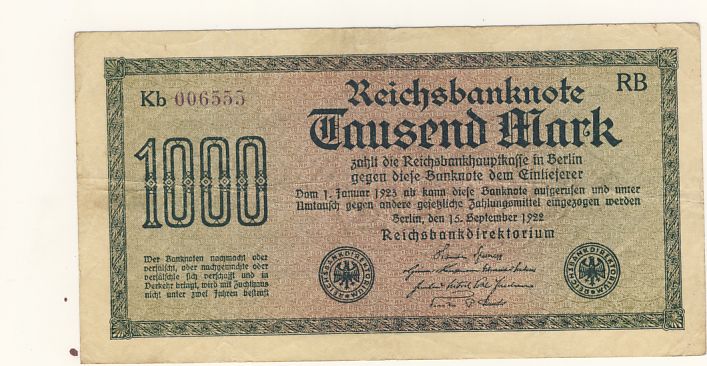 Kb 006555
RB
Reichsbanknote
Tausend Mark
1000
zahlt die Reichsbankhauptkasse in Berlin
gegen diese Banknote dem Einlieferer
Vom 1. Januar 1923 ab kann diese Banknote aufgerufen und unter
Umtausch gegen andere gesetzliche Zahlungsmittel eingezogen werden
Berlin, den 15. September 1922
Reichsbankdirektorium
Wer Banknoten nachmacht oder
verfälscht, oder nachgemachte oder
verfälschte sich verschafft und in
Verkehr bringt, wird mit Zuchthaus
nicht unter zwei Jahren bestraft
REICHSBANKDIREKTORIUM
REICHSBANKDIREKTORIUM